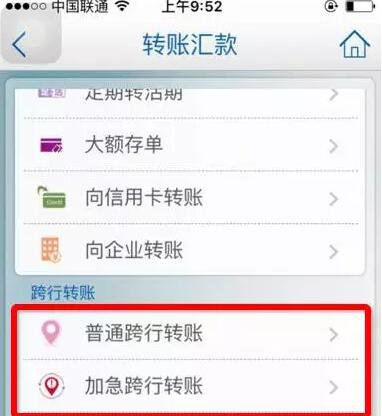 中国联通 上午9:52
转账汇款
定期转活期
大额存单
向信用卡转账
向企业转账
跨行转账
普通跨行转账
加急跨行转账